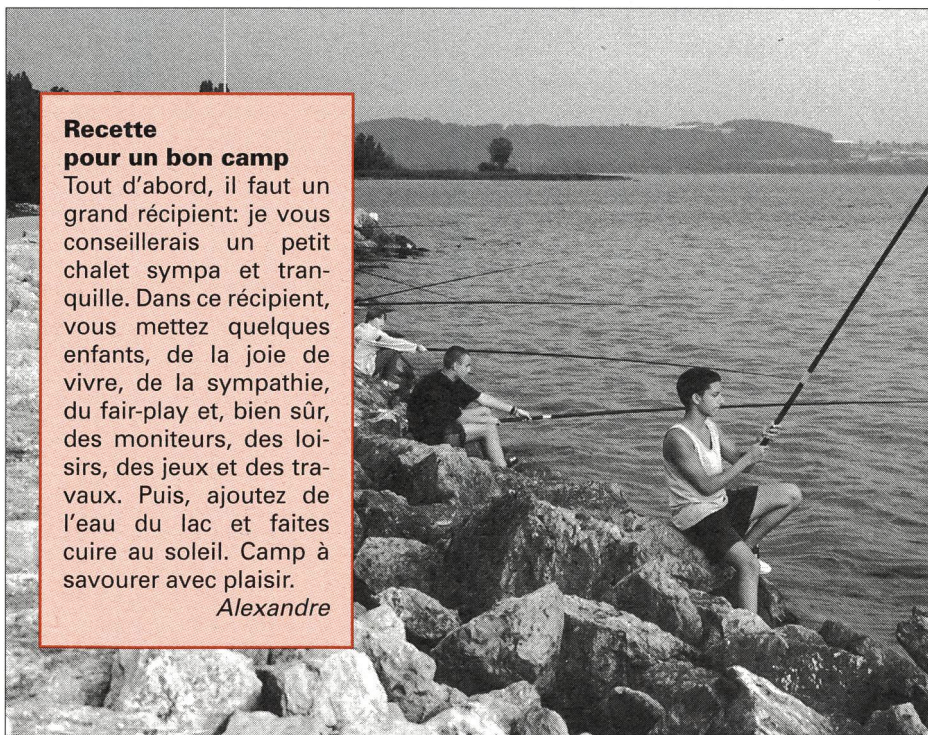 Recette
pour un bon camp
Tout d'abord, il faut un
grand récipient: je vous
conseillerais un petit
chalet sympa et tran-
quille. Dans ce récipient,
vous mettez quelques
enfants, de la joie de
vivre, de la sympathie,
du fair-play et, bien sûr,
des moniteurs, des loi-
sirs, des jeux et des tra-
vaux. Puis, ajoutez de
l'eau du lac et faites
cuire au soleil. Camp à
savourer avec plaisir.
Alexandre